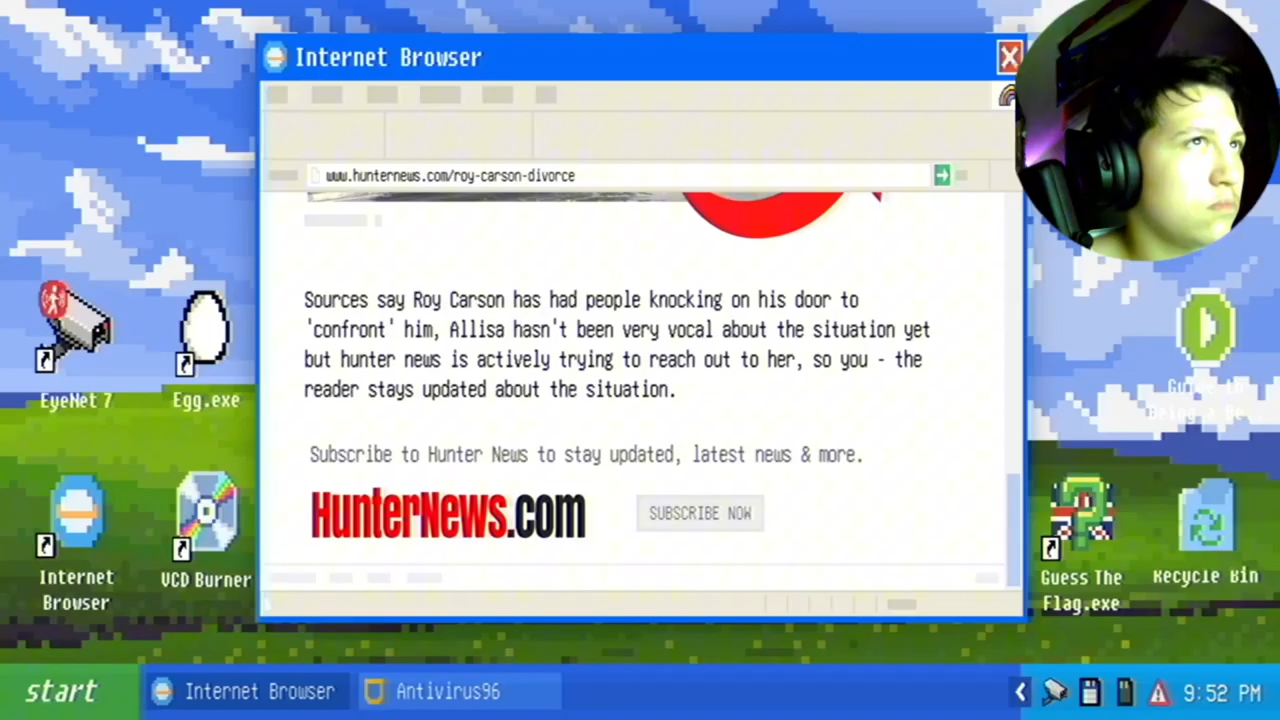 Internet Browser
www.hunternews.com/roy-carson-divorce
Sources say Roy Carson has had people knocking on his door to
'confront' him, Allisa hasn't been very vocal about the situation yet
but hunter news is actively trying to reach out to her, so you - the
reader stays updated about the situation.
Subscribe to Hunter News to stay updated, latest news & more.
HunterNews.com
SUBSCRIBE NOW
EyeNet 7
Egg.exe
Internet
Browser
VCD Burner
Guide to
Being a Be...
Guess The
Flag.exe
Recycle Bin
start
Internet Browser
Antivirus96
9:52 PM